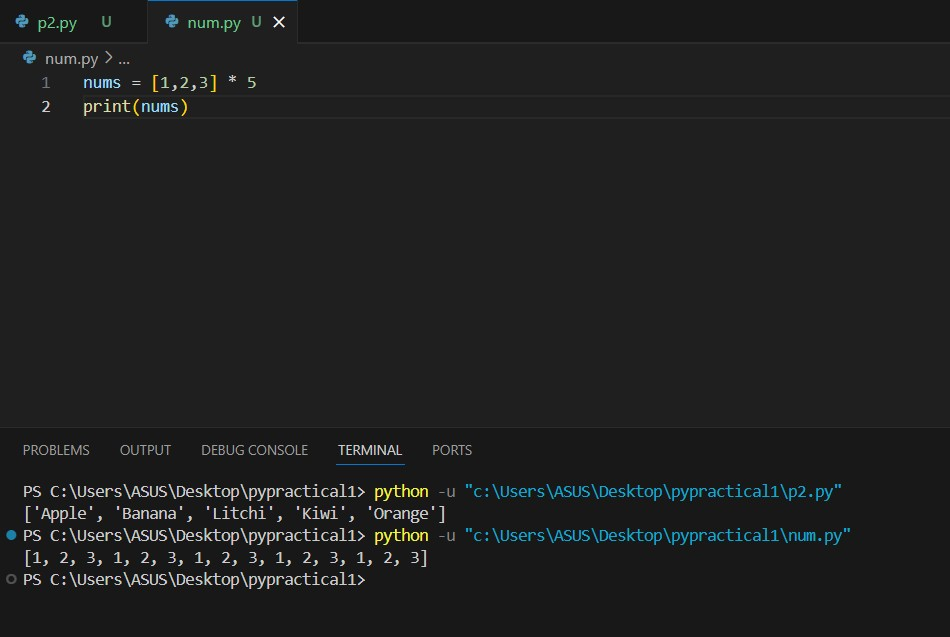 p2.py U num.py U
num.py > ...
1 nums = [1,2,3] * 5
2 print(nums)
PROBLEMS OUTPUT DEBUG CONSOLE TERMINAL PORTS
PS C:\Users\ASUS\Desktop\pypractical1> python -u "c:\Users\ASUS\Desktop\pypractical1\p2.py"
['Apple', 'Banana', 'Litchi', 'Kiwi', 'Orange']
PS C:\Users\ASUS\Desktop\pypractical1> python -u "c:\Users\ASUS\Desktop\pypractical1\num.py"
[1, 2, 3, 1, 2, 3, 1, 2, 3, 1, 2, 3, 1, 2, 3]
PS C:\Users\ASUS\Desktop\pypractical1>